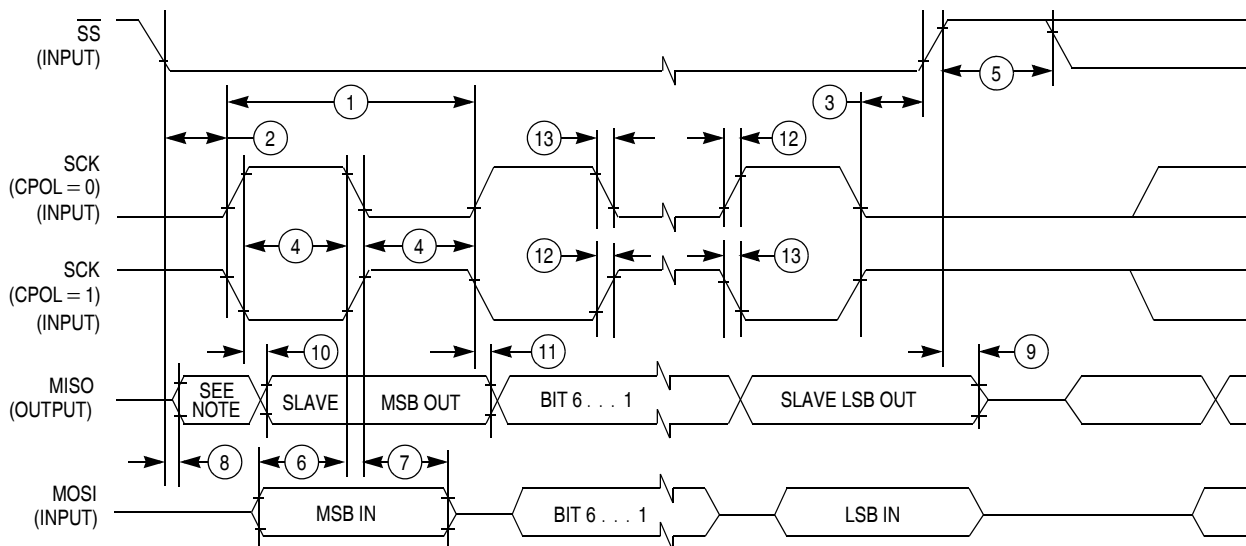 SS
(INPUT)
5
1
3
2
13
12
SCK
(CPOL = 0)
(INPUT)
4
4
12
13
SCK
(CPOL = 1)
(INPUT)
10
11
9
MISO
(OUTPUT)
SEE
NOTE
SLAVE
MSB OUT
BIT 6 . . . 1
SLAVE LSB OUT
8
6
7
MOSI
(INPUT)
MSB IN
BIT 6 . . . 1
LSB IN